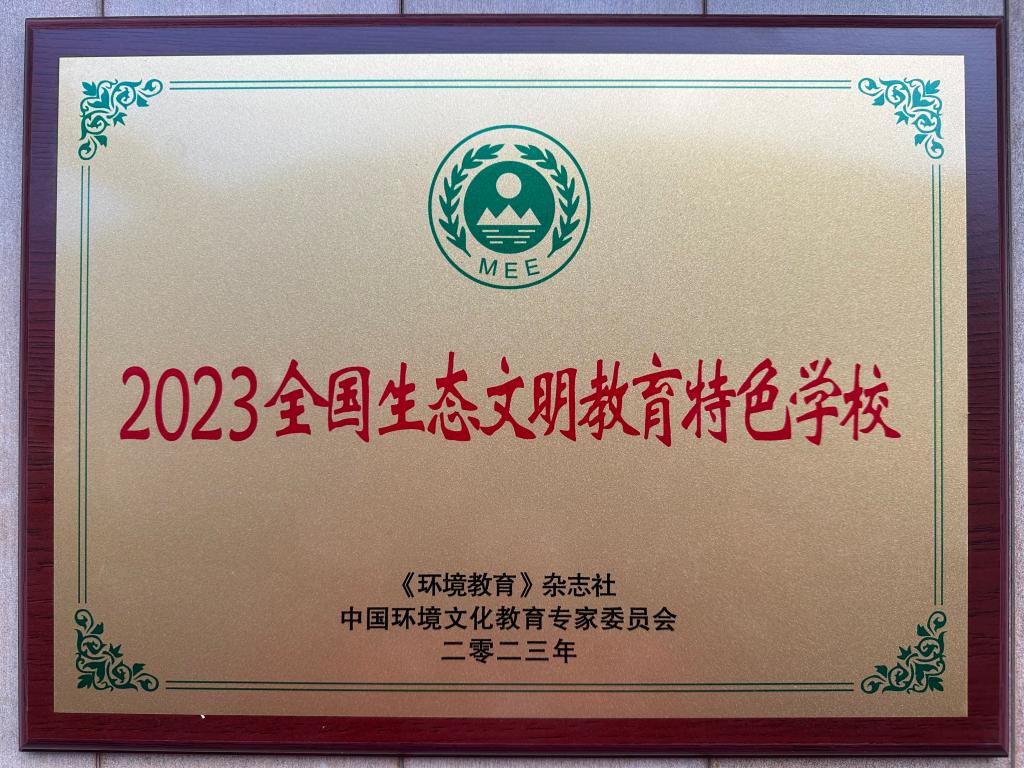 MEE
2023全国生态文明教育特色学校
《环境教育》杂志社
中国环境文化教育专家委员会
二零二三年